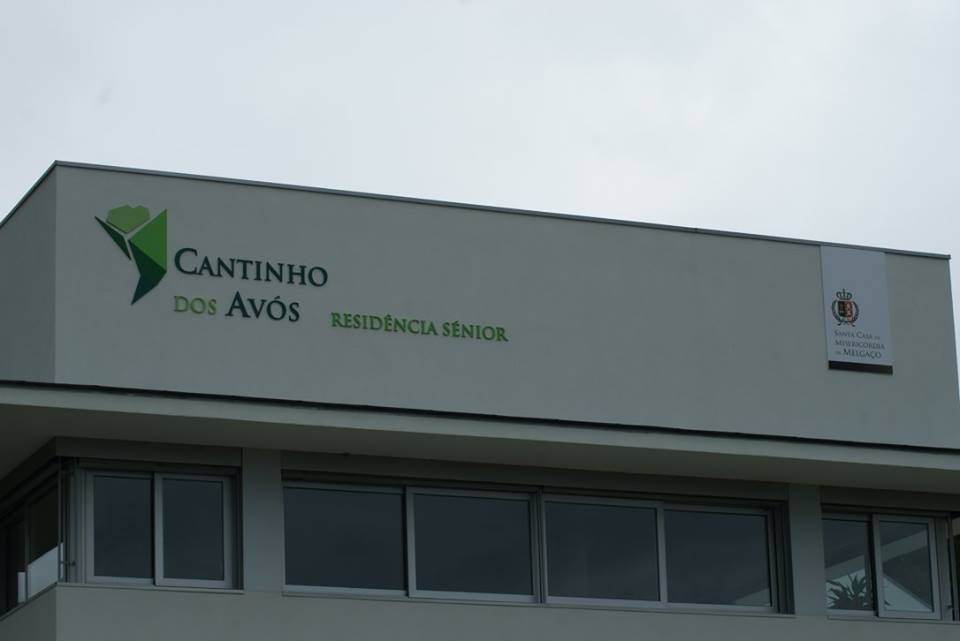 Cantinho
dos Avós
Residência Sénior
Santa Casa da
Misericórdia
de Melgaço